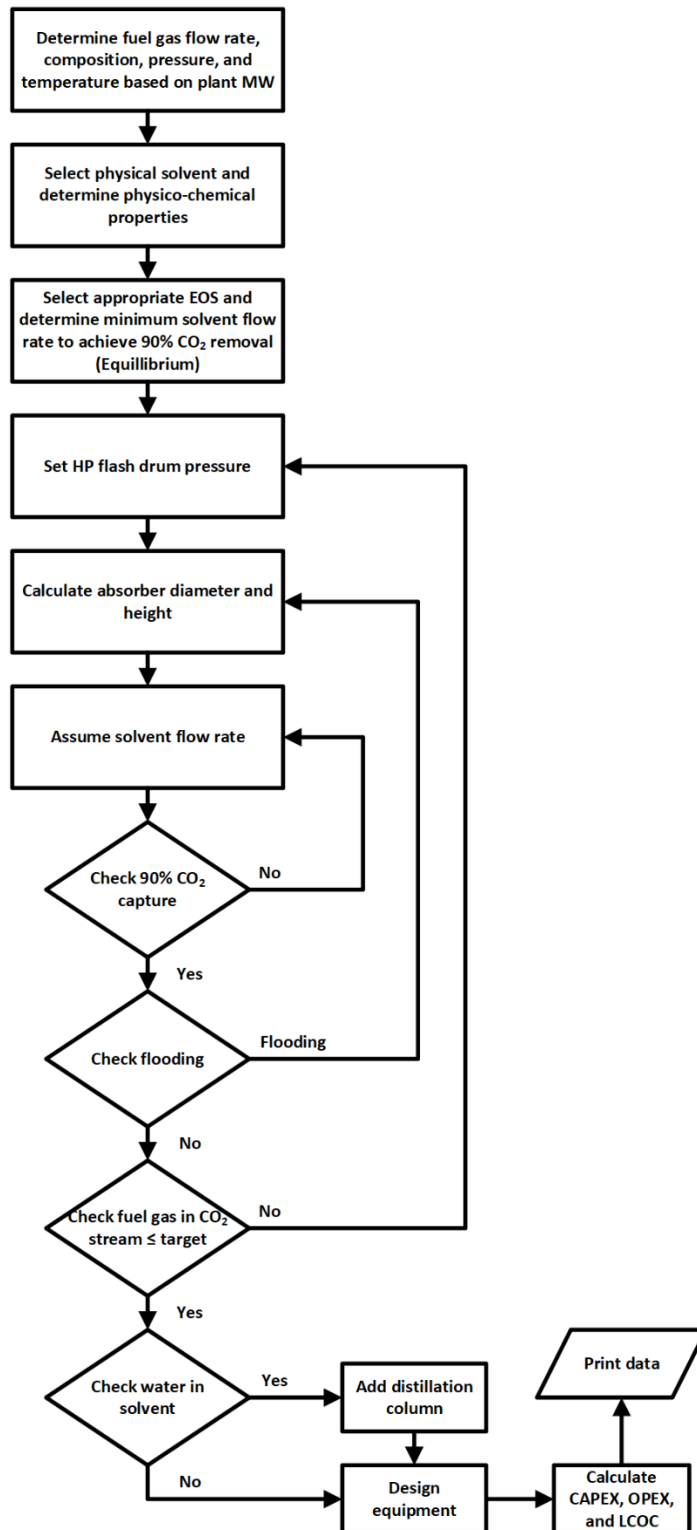 Determine fuel gas flow rate,
composition, pressure, and
temperature based on plant MW
Select physical solvent and
determine physico-chemical
properties
Select appropriate EOS and
determine minimum solvent flow
rate to achieve 90% CO₂ removal
(Equillibrium)
Set HP flash drum pressure
Calculate absorber diameter and
height
Assume solvent flow rate
Check 90% CO₂
capture
No
Yes
Check flooding
Flooding
No
Check fuel gas in CO₂
stream ≤ target
No
Yes
Check water in
solvent
Yes
Add distillation
column
No
Design
equipment
Calculate
CAPEX, OPEX,
and LCOC
Print data